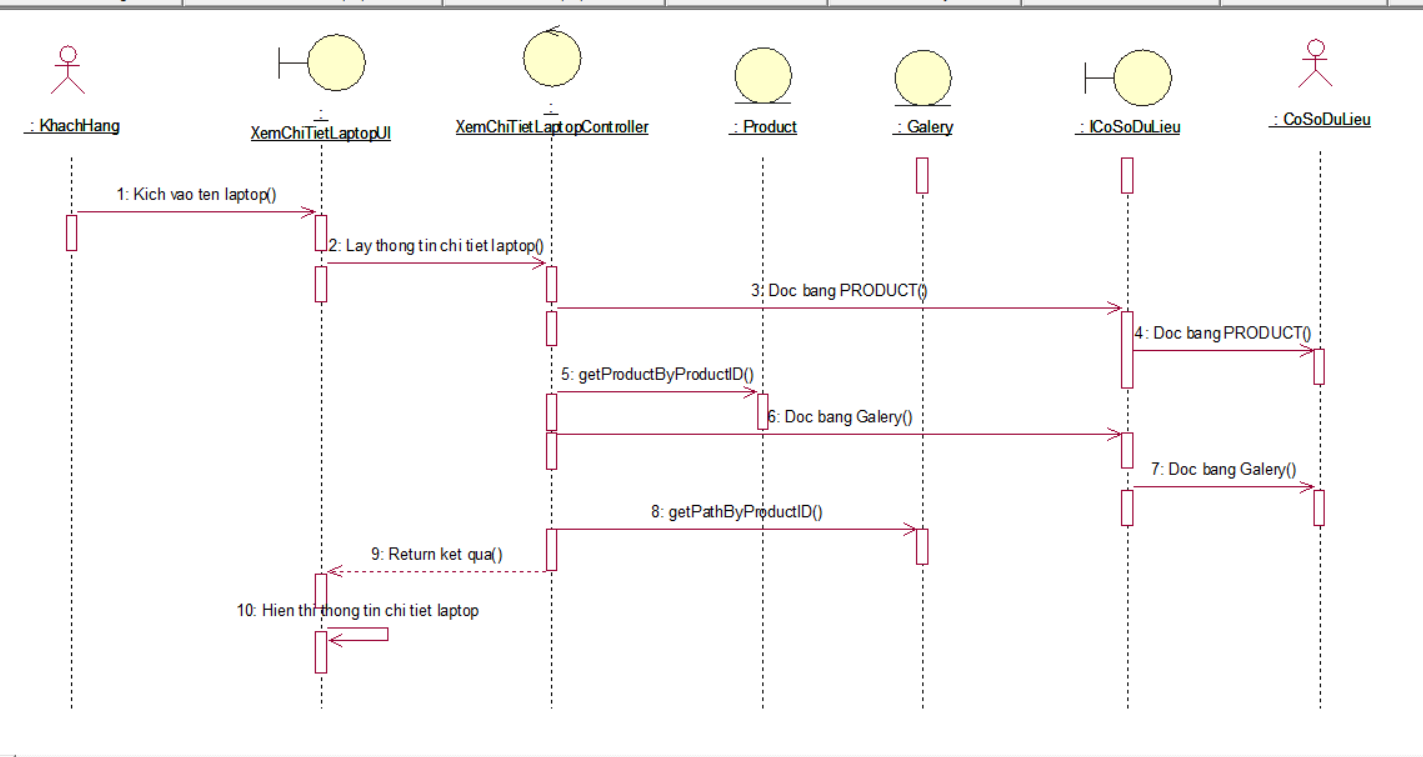 : KhachHang
:
XemChiTietLaptopUI
:
XemChiTietLaptopController
: Product
: Galery
: ICoSoDuLieu
: CoSoDuLieu
1: Kich vao ten laptop()
2: Lay thong tin chi tiet laptop()
3: Doc bang PRODUCT()
4: Doc bang PRODUCT()
5: getProductByProductID()
6: Doc bang Galery()
7: Doc bang Galery()
8: getPathByProductID()
9: Return ket qua()
10: Hien thi thong tin chi tiet laptop